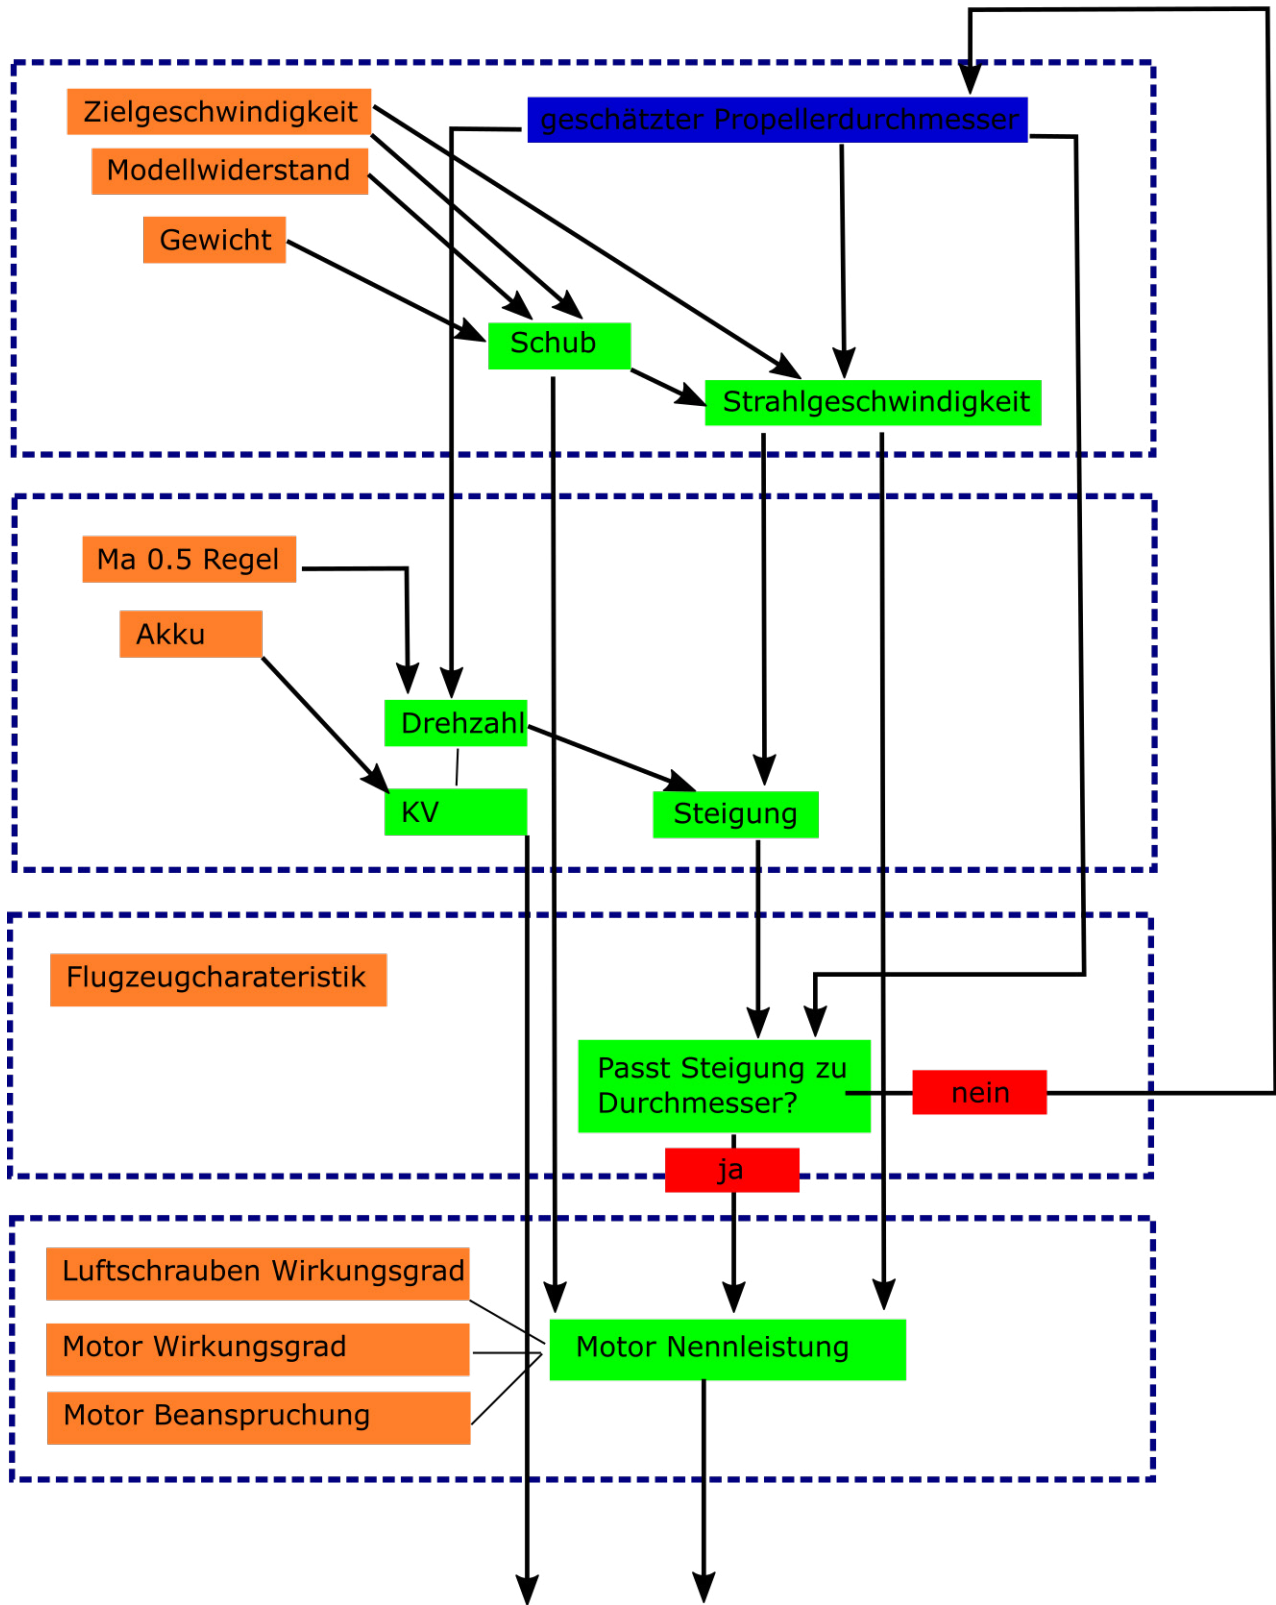 Zielgeschwindigkeit
geschätzter Propellerdurchmesser
Modellwiderstand
Gewicht
Schub
Strahlgeschwindigkeit
Ma 0.5 Regel
Akku
Drehzahl
KV
Steigung
Flugzeugcharateristik
Passt Steigung zu
Durchmesser?
nein
ja
Luftschrauben Wirkungsgrad
Motor Wirkungsgrad
Motor Nennleistung
Motor Beanspruchung